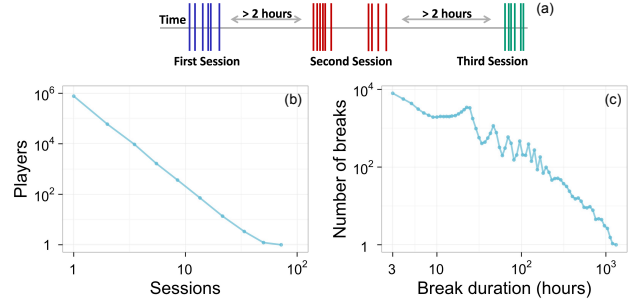 Time
> 2 hours
> 2 hours
(a)
First Session
Second Session
Third Session
(b)
Players
10^6
10^4
10^2
1
1
10
10^2
Sessions
(c)
Number of breaks
10^4
10^2
1
3
10
10^2
10^3
Break duration (hours)